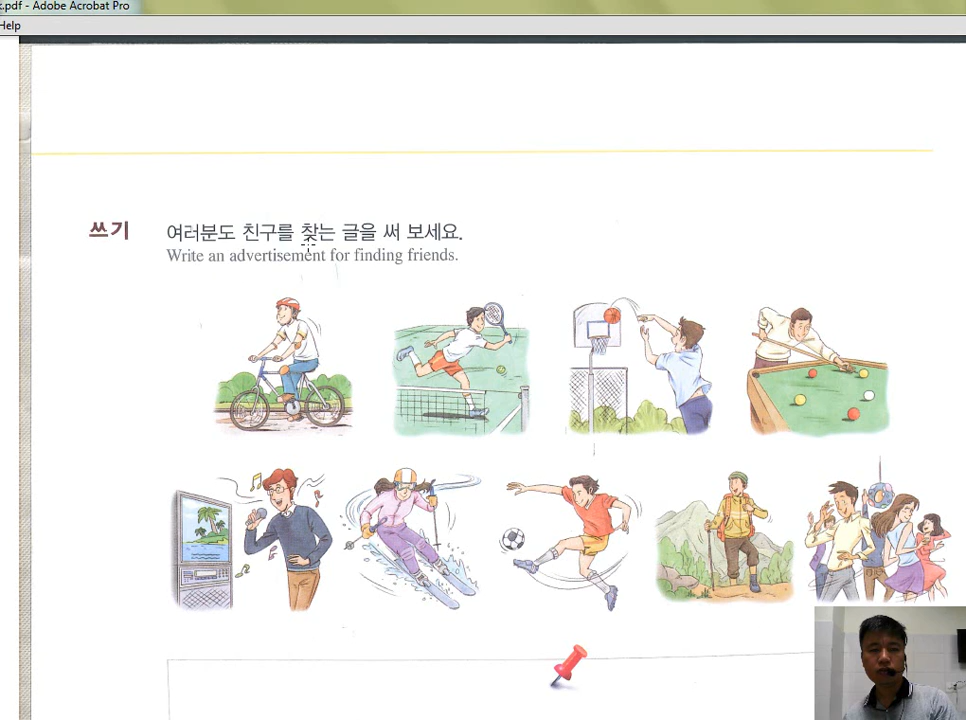 .pdf - Adobe Acrobat Pro
Help
쓰기 여러분도 친구를 찾는 글을 써 보세요.
Write an advertisement for finding friends.